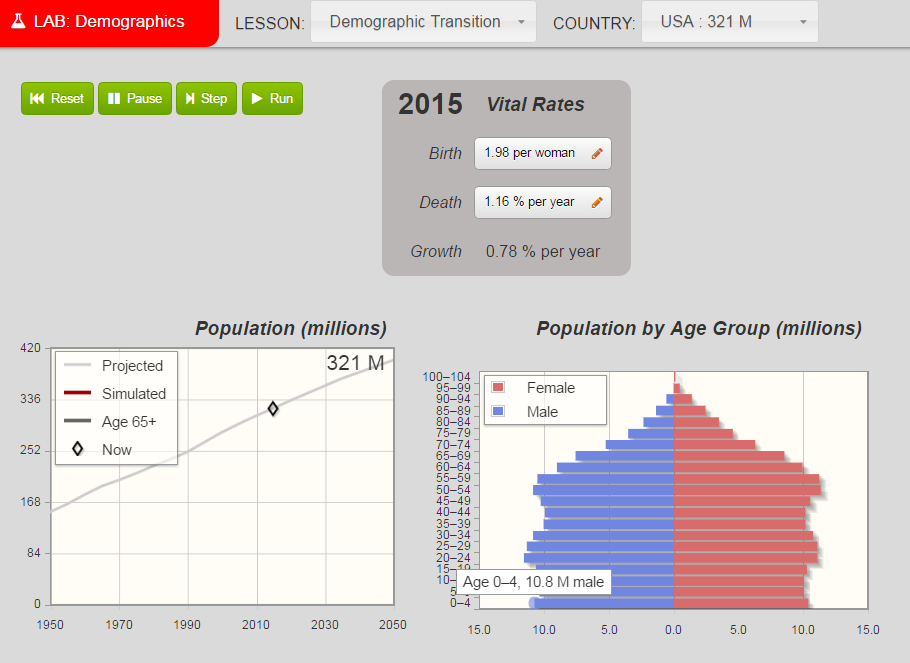 LAB: Demographics LESSON: Demographic Transition COUNTRY: USA : 321 M
Reset Pause Step Run
2015 Vital Rates
Birth 1.98 per woman
Death 1.16 % per year
Growth 0.78 % per year
Population (millions)
420
336
252
168
84
0
Projected
Simulated
Age 65+
Now
321 M
1950 1970 1990 2010 2030 2050
Population by Age Group (millions)
100–104
95–99
90–94
85–89
80–84
75–79
70–74
65–69
60–64
55–59
50–54
45–49
40–44
35–39
30–34
25–29
20–24
0–4
Female
Male
Age 0–4, 10.8 M male
15.0 10.0 5.0 0.0 5.0 10.0 15.0